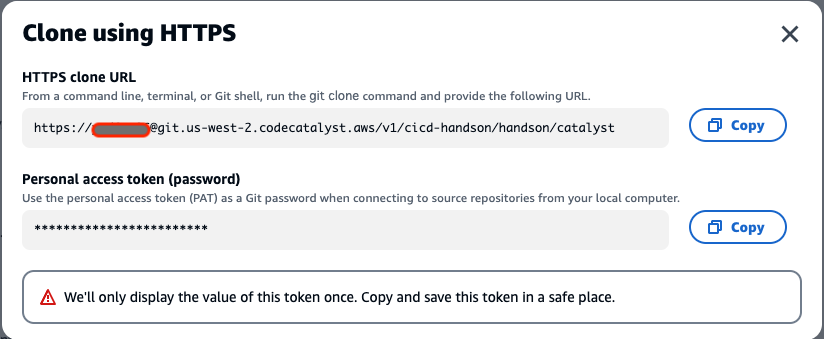 Clone using HTTPS
HTTPS clone URL
From a command line, terminal, or Git shell, run the git clone command and provide the following URL.
https://@git.us-west-2.codecatalyst.aws/v1/cicd-handson/handson/catalyst
Copy
Personal access token (password)
Use the personal access token (PAT) as a Git password when connecting to source repositories from your local computer.
************************
Copy
We'll only display the value of this token once. Copy and save this token in a safe place.